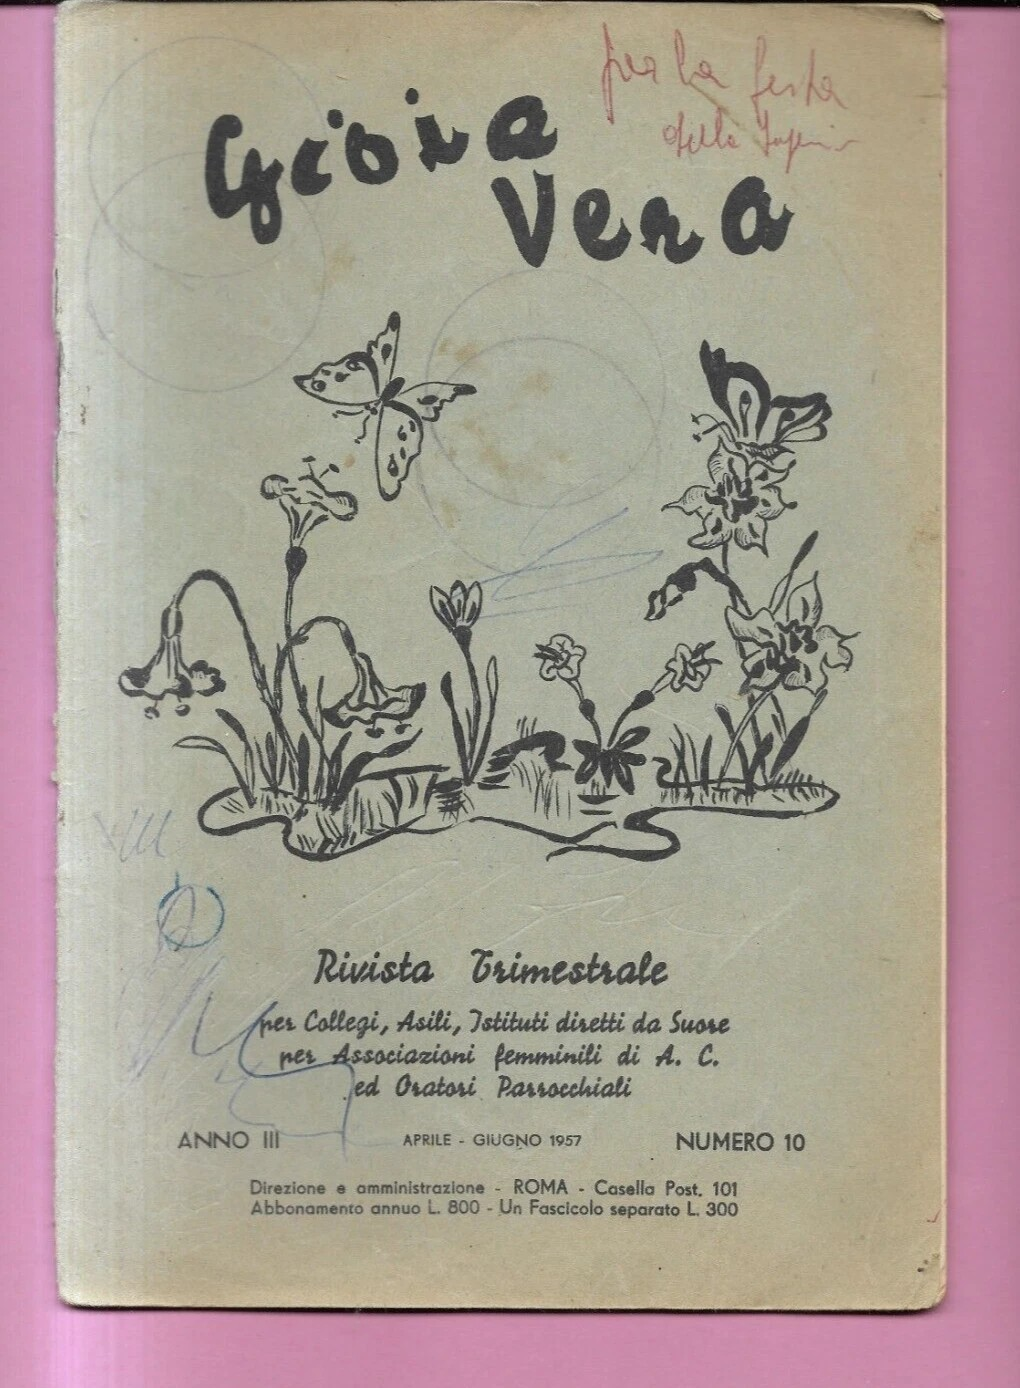 per la festa
della
Gioia
Vera
Rivista Trimestrale
per Collegi, Asili, Istituti diretti da Suore
per Associazioni femminili di A. C.
ed Oratori Parrocchiali
ANNO III APRILE - GIUGNO 1957 NUMERO 10
Direzione e amministrazione - ROMA - Casella Post. 101
Abbonamento annuo L. 800 - Un Fascicolo separato L. 300